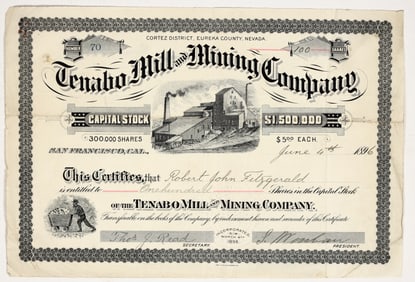 CORTEZ DISTRICT, EUREKA COUNTY, NEVADA.
NUMBER 70 100 SHARES
Tenabo Mill and Mining Company
CAPITAL STOCK $1,500,000
300,000 SHARES $5.00 EACH.
SAN FRANCISCO, CAL. June 4th 1896
This Certifies, that Robert John Fitzgerald
is entitled to Onehundred Shares in the Capital Stock
OF THE TENABO MILL AND MINING COMPANY.
Transferable on the books of the Company, by endorsement hereon and surrender of this Certificate.
INCORPORATED
Thos J. Read
SECRETARY PRESIDENT